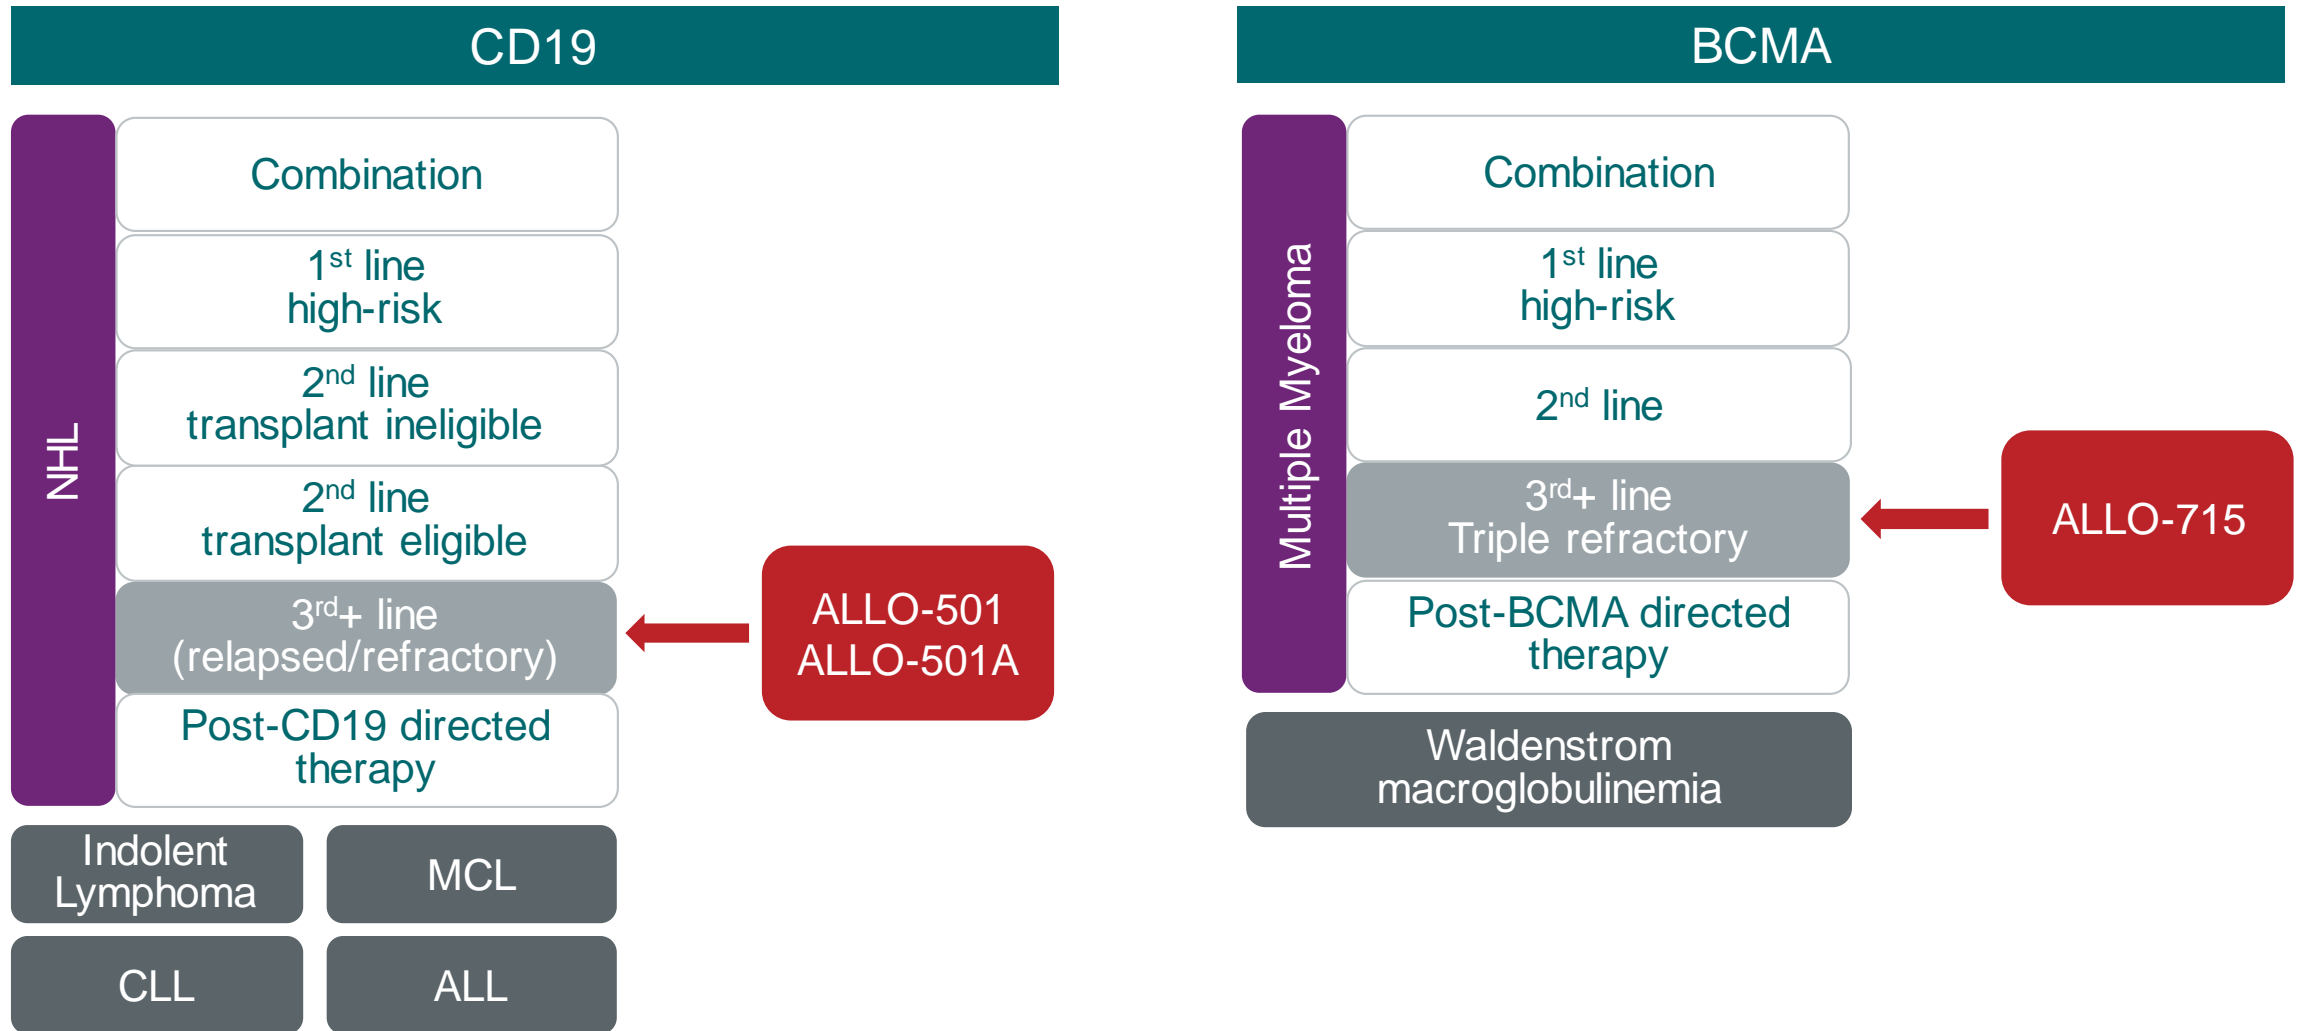 CD19
NHL
Combination
1st line
high-risk
2nd line
transplant ineligible
2nd line
transplant eligible
3rd+ line
(relapsed/refractory)
Post-CD19 directed
therapy
ALLO-501
ALLO-501A
Indolent
Lymphoma
MCL
CLL
ALL
BCMA
Multiple Myeloma
Combination
1st line
high-risk
2nd line
3rd+ line
Triple refractory
Post-BCMA directed
therapy
ALLO-715
Waldenstrom
macroglobulinemia